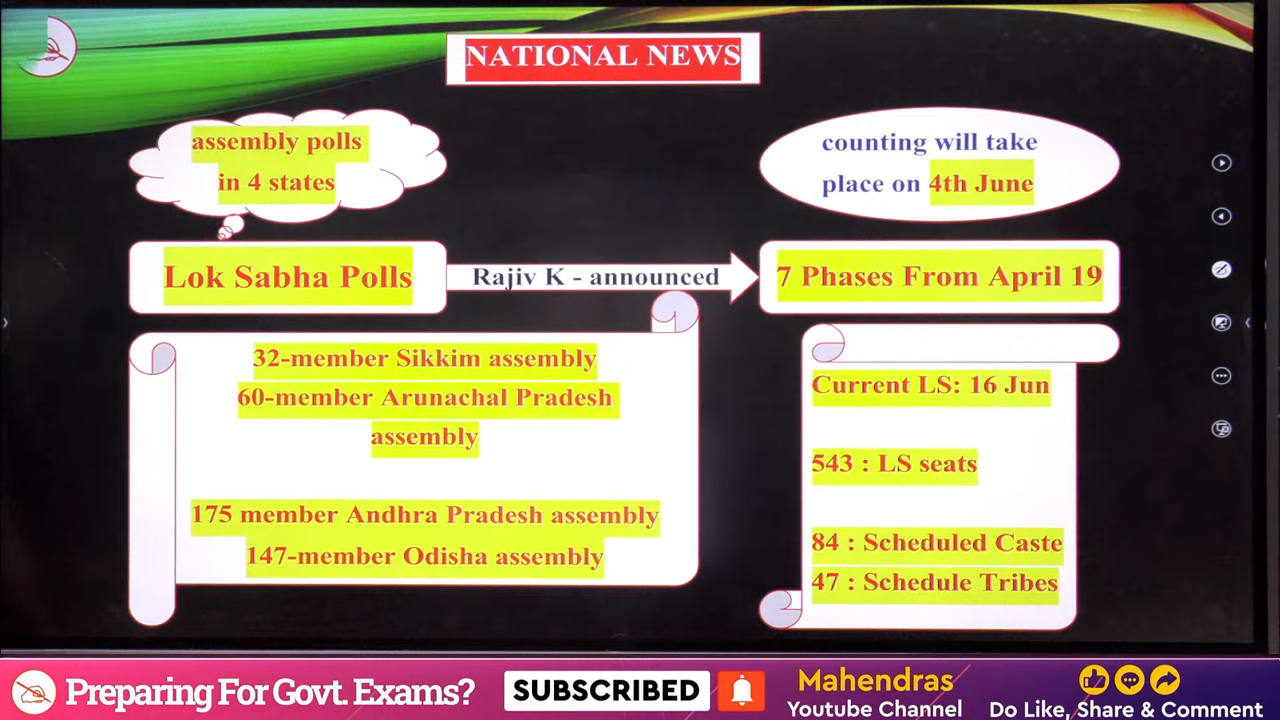 NATIONAL NEWS
assembly polls
in 4 states
counting will take
place on 4th June
Lok Sabha Polls
Rajiv K - announced
7 Phases From April 19
32-member Sikkim assembly
60-member Arunachal Pradesh
assembly
175 member Andhra Pradesh assembly
147-member Odisha assembly
Current LS: 16 Jun
543 : LS seats
84 : Scheduled Caste
47 : Schedule Tribes
Preparing For Govt. Exams?
SUBSCRIBED
Mahendras
Youtube Channel
Do Like, Share & Comment